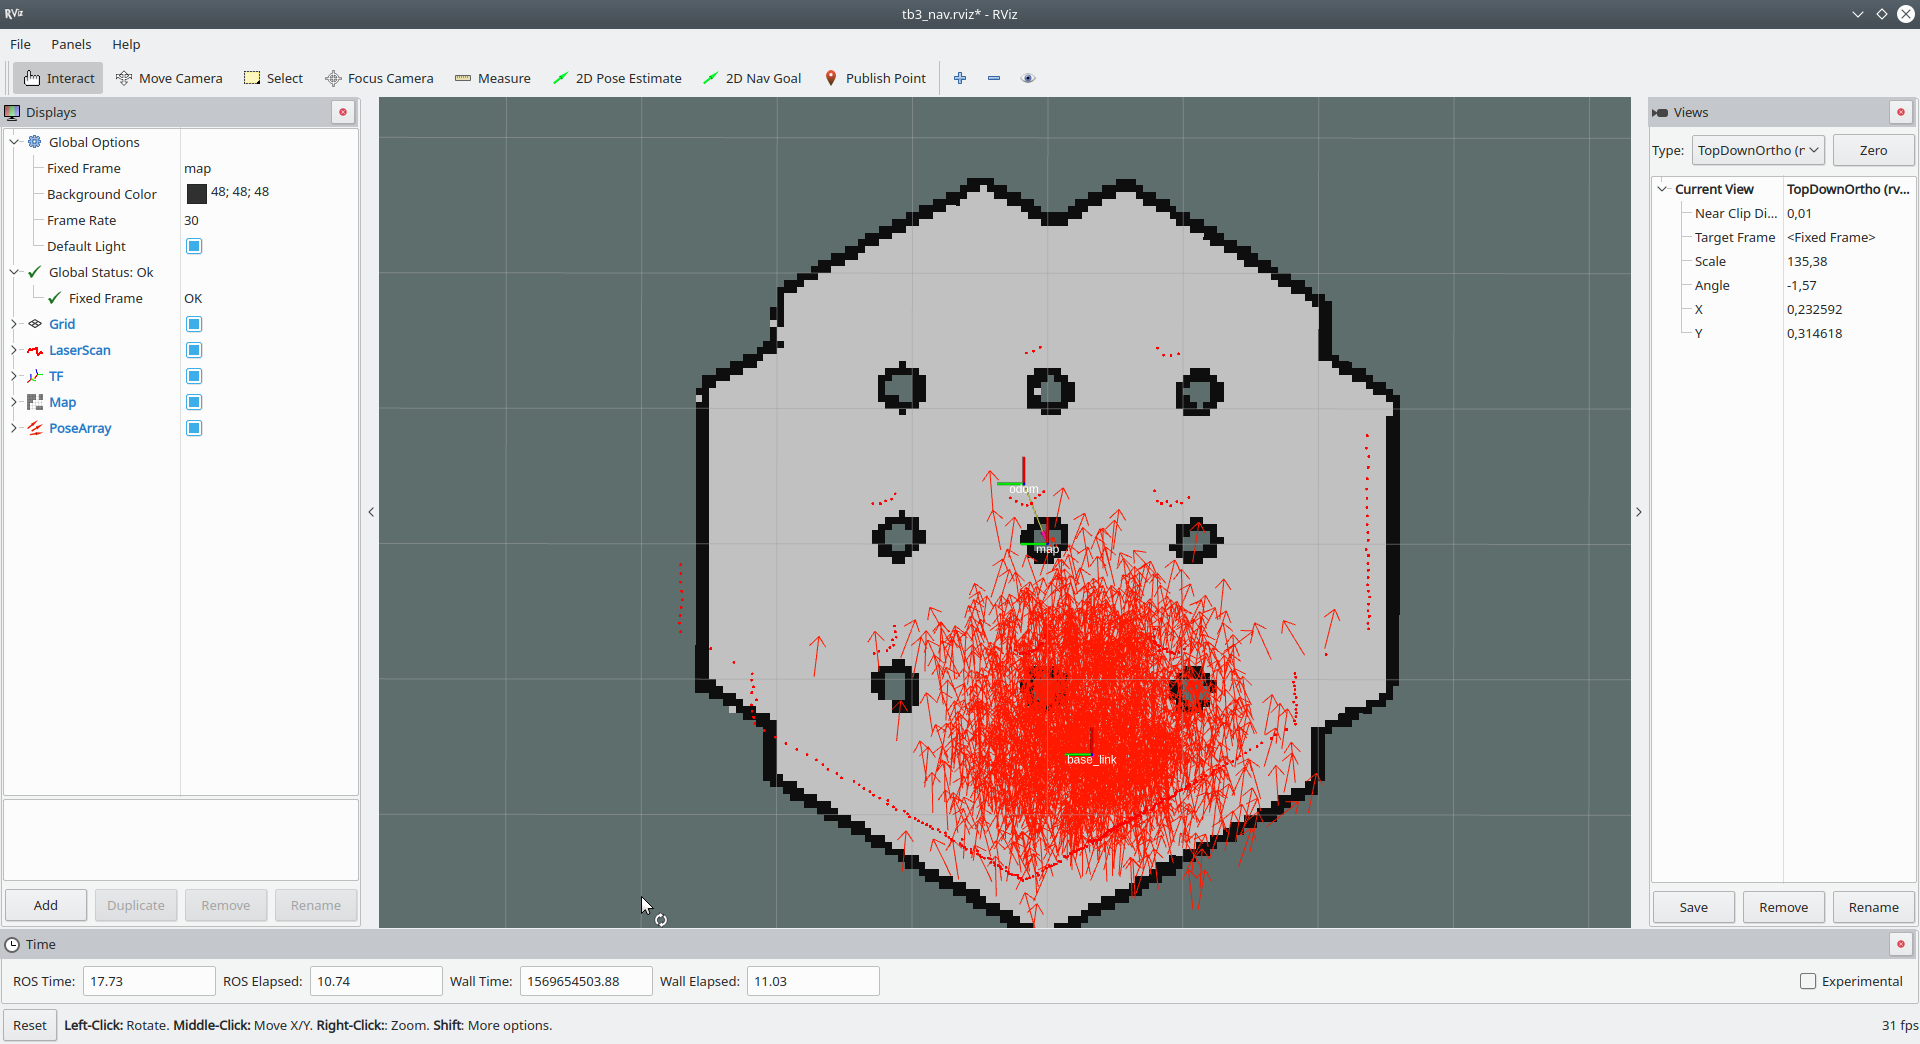 RViz
tb3_nav.rviz* - RViz
File Panels Help
Interact Move Camera Select Focus Camera Measure 2D Pose Estimate 2D Nav Goal Publish Point
Displays
Global Options
Fixed Frame map
Background Color 48; 48; 48
Frame Rate 30
Default Light
Global Status: Ok
Fixed Frame OK
Grid
LaserScan
TF
Map
PoseArray
Add Duplicate Remove Rename
odom
map
base_link
Views
Type: TopDownOrtho (r Zero
Current View TopDownOrtho (rv...
Near Clip Di... 0,01
Target Frame <Fixed Frame>
Scale 135,38
Angle -1,57
X 0,232592
Y 0,314618
Save Remove Rename
Time
ROS Time: 17.73 ROS Elapsed: 10.74 Wall Time: 1569654503.88 Wall Elapsed: 11.03 Experimental
Reset Left-Click: Rotate. Middle-Click: Move X/Y. Right-Click:: Zoom. Shift: More options. 31 fps